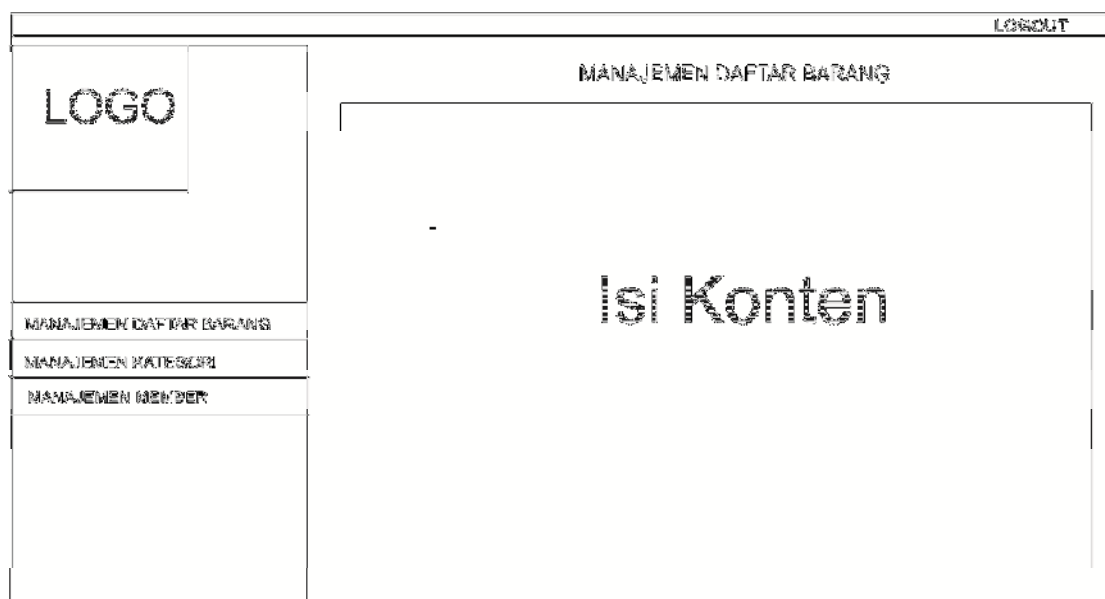 LOGOUT
LOGO
MANAJEMEN DAFTAR BARANG
Isi Konten
MANAJEMEN DAFTAR BARANG
MANAJEMEN KATEGORI
MANAJEMEN MEMBER